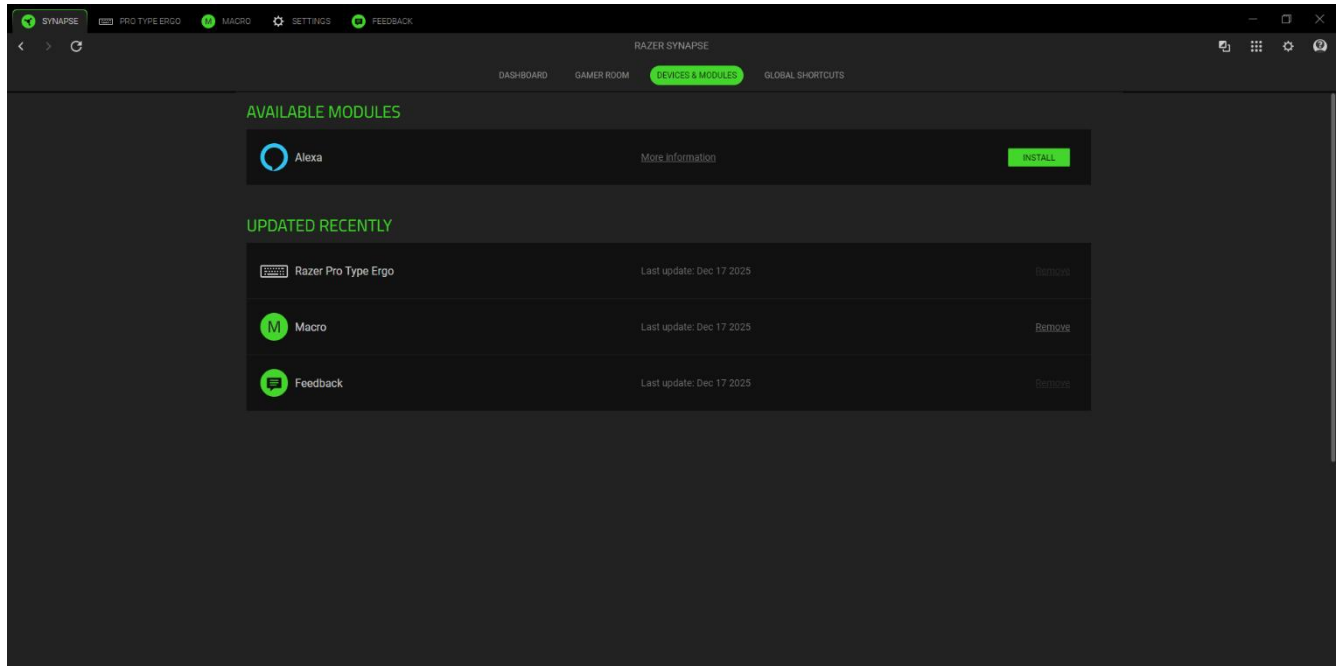 SYNAPSE PRO TYPE ERGO M MACRO SETTINGS FEEDBACK
RAZER SYNAPSE
DASHBOARD GAMER ROOM DEVICES & MODULES GLOBAL SHORTCUTS
AVAILABLE MODULES
Alexa More Information INSTALL
UPDATED RECENTLY
Razer Pro Type Ergo Last update: Dec 17 2025 Remove
M Macro Last update: Dec 17 2025 Remove
Feedback Last update: Dec 17 2025 Remove